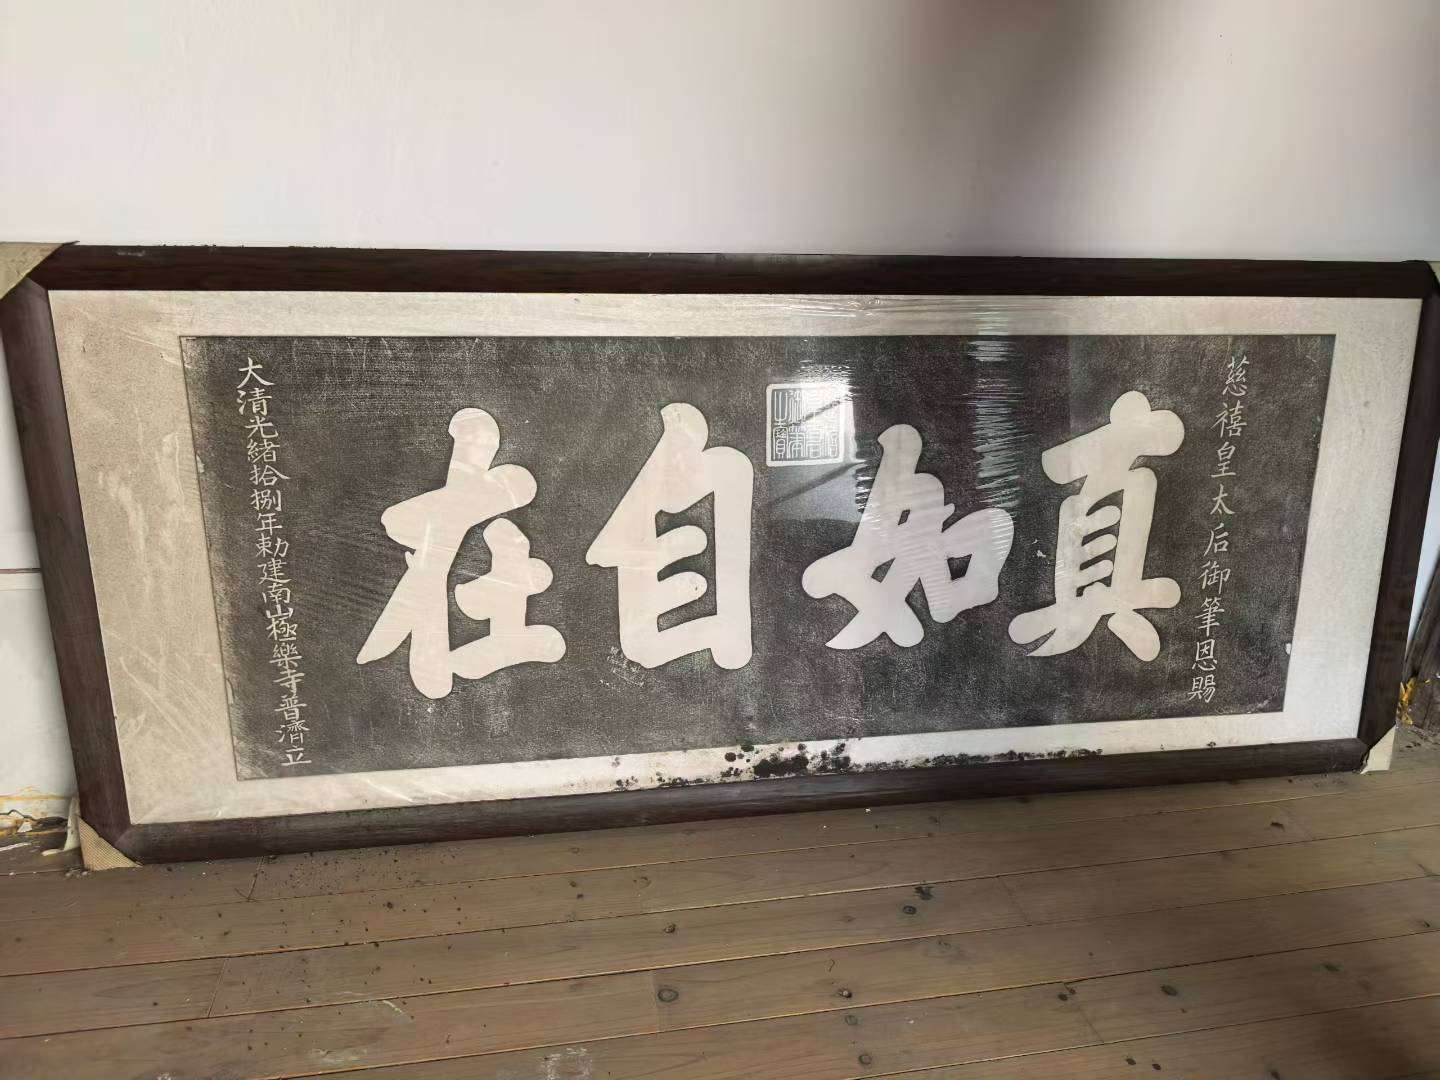 慈禧皇太后御筆恩賜
真如自在
大清光緒拾捌年勅建南山極樂寺普濟立